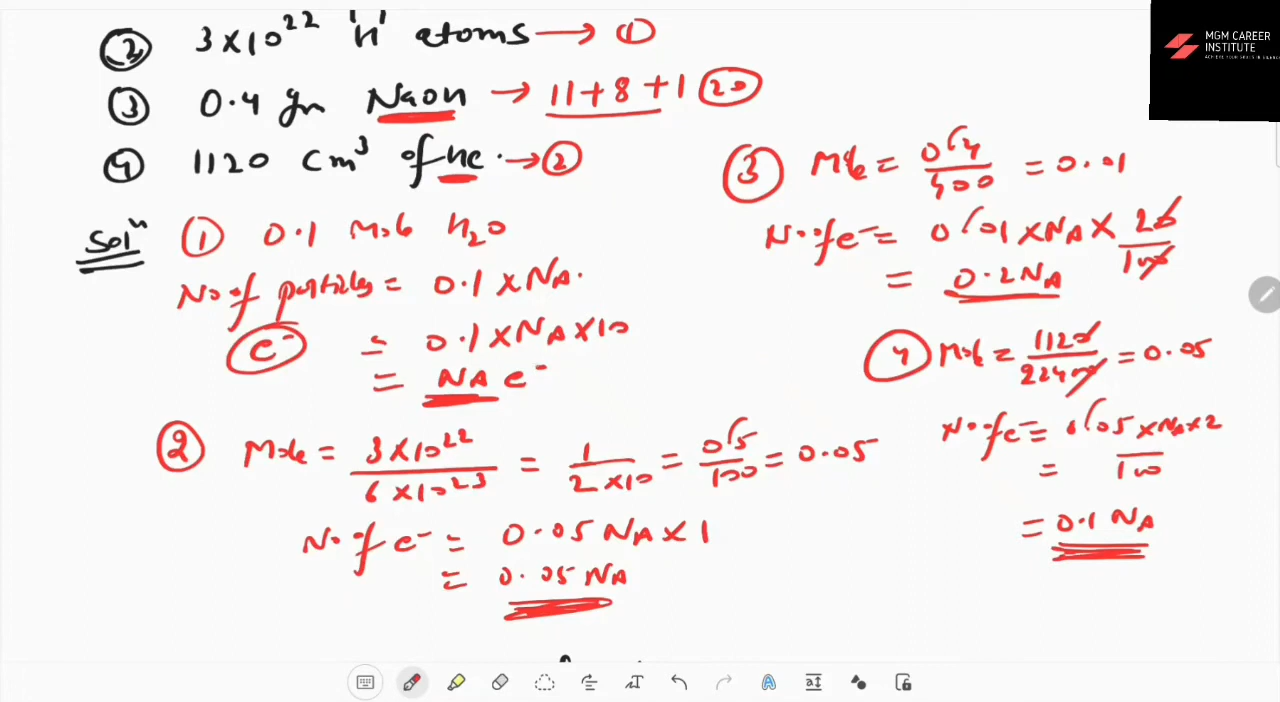 ② 3×10²² 'H' atoms → ①
③ 0.4 gm NaOH → 11+8+1 ⑳
④ 1120 cm³ of He. → ②
Solⁿ ① 0.1 Mole H₂O
No of particles = 0.1 × NA.
e⁻ = 0.1 × NA × 10
= NA e⁻
② Mole = 3×10²² / 6×10²³ = 1 / 2×10 = 0.5 / 100 = 0.05
No of e⁻ = 0.05 NA × 1
= 0.05 NA
③ Mole = 0.4 / 400 = 0.01
No of e⁻ = 0.01 × NA × 20 / 100
= 0.2 NA
④ Mole = 1120 / 22400 = 0.05
No of e⁻ = 0.05 × NA × 2
= 100
= 0.1 NA
MGM CAREER
INSTITUTE